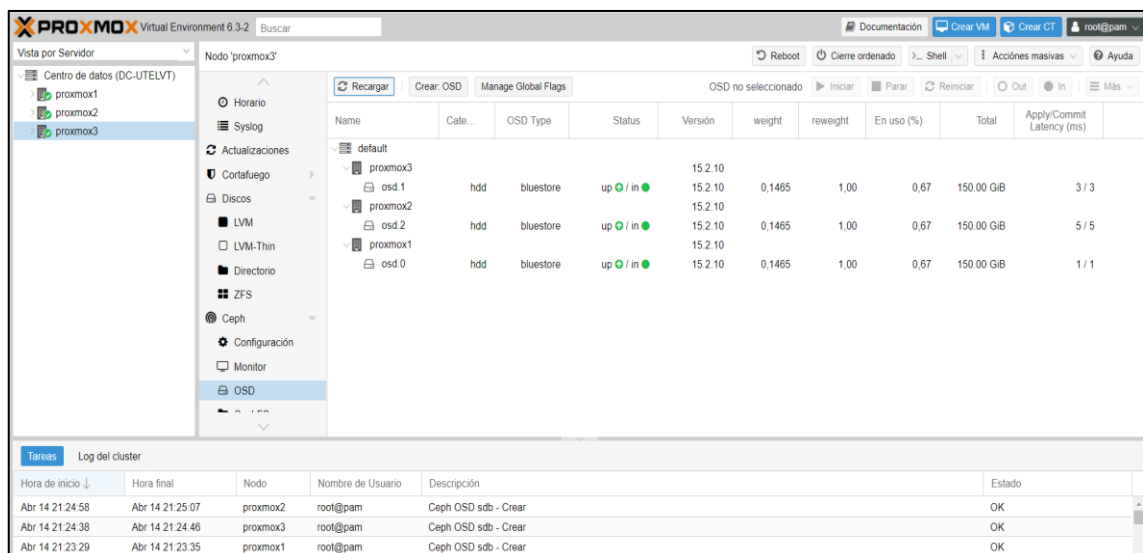 PROXMOX Virtual Environment 6.3-2 Buscar Documentación Crear VM Crear CT root@pam
Vista por Servidor
Nodo 'proxmox3' Reboot Cierre ordenado >_ Shell Acciónes masivas Ayuda
Centro de datos (DC-UTELVT)
proxmox1
proxmox2
proxmox3
Horario
Syslog
Actualizaciones
Cortafuego
Discos
LVM
LVM-Thin
Directorio
ZFS
Ceph
Configuración
Monitor
OSD
Recargar Crear: OSD Manage Global Flags OSD no seleccionado Iniciar Parar Reiniciar Out In Más
Name Cate... OSD Type Status Versión weight reweight En uso (%) Total Apply/Commit
Latency (ms)
default
proxmox3 15.2.10
osd.1 hdd bluestore up / in 15.2.10 0,1465 1,00 0,67 150.00 GiB 3 / 3
proxmox2 15.2.10
osd.2 hdd bluestore up / in 15.2.10 0,1465 1,00 0,67 150.00 GiB 5 / 5
proxmox1 15.2.10
osd.0 hdd bluestore up / in 15.2.10 0,1465 1,00 0,67 150.00 GiB 1 / 1
Tareas Log del cluster
Hora de inicio Hora final Nodo Nombre de Usuario Descripción Estado
Abr 14 21:24:58 Abr 14 21:25:07 proxmox2 root@pam Ceph OSD sdb - Crear OK
Abr 14 21:24:38 Abr 14 21:24:46 proxmox3 root@pam Ceph OSD sdb - Crear OK
Abr 14 21:23:29 Abr 14 21:23:35 proxmox1 root@pam Ceph OSD sdb - Crear OK